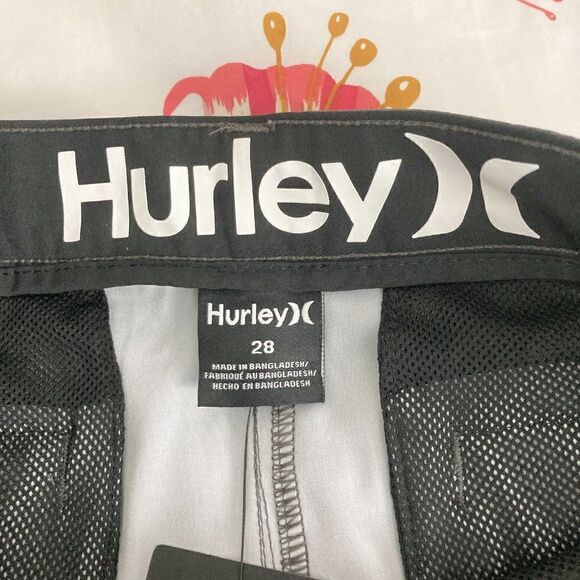 Hurley
Hurley
28
MADE IN BANGLADESH/
FABRIQUÉ AU BANGLADESH/
HECHO EN BANGLADESH